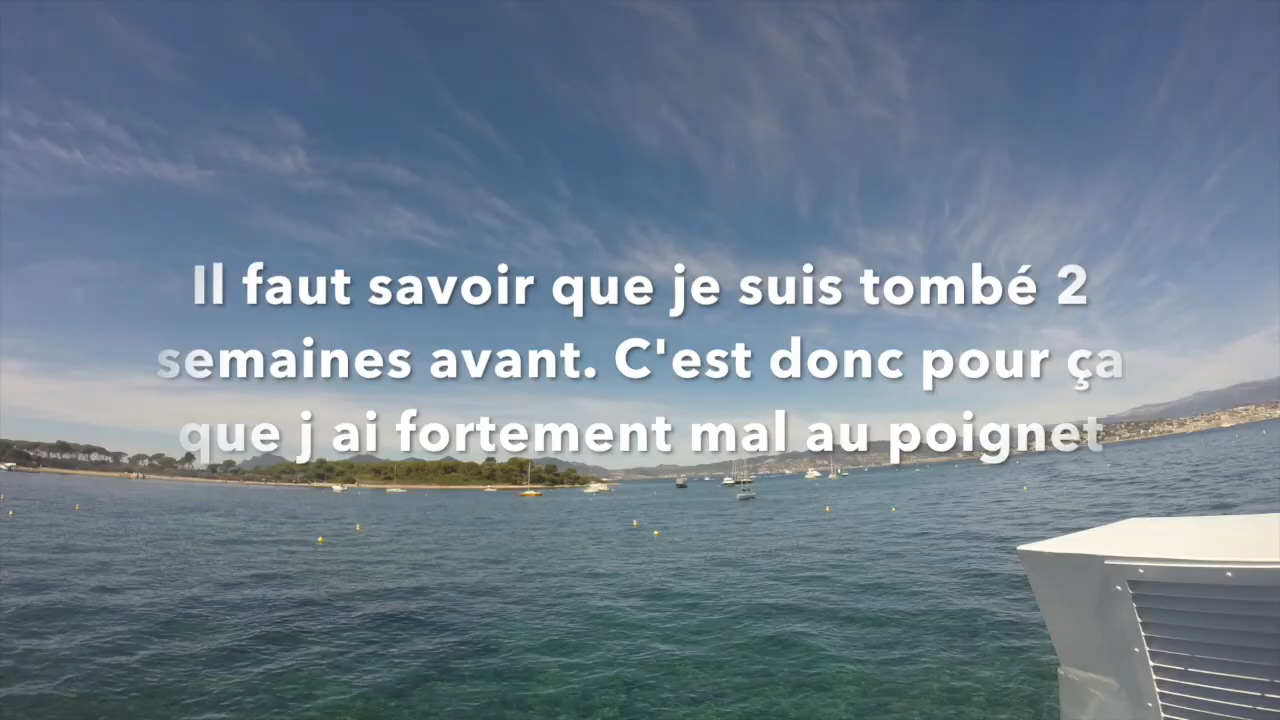 Il faut savoir que je suis tombé 2
semaines avant. C'est donc pour ça
que j ai fortement mal au poignet